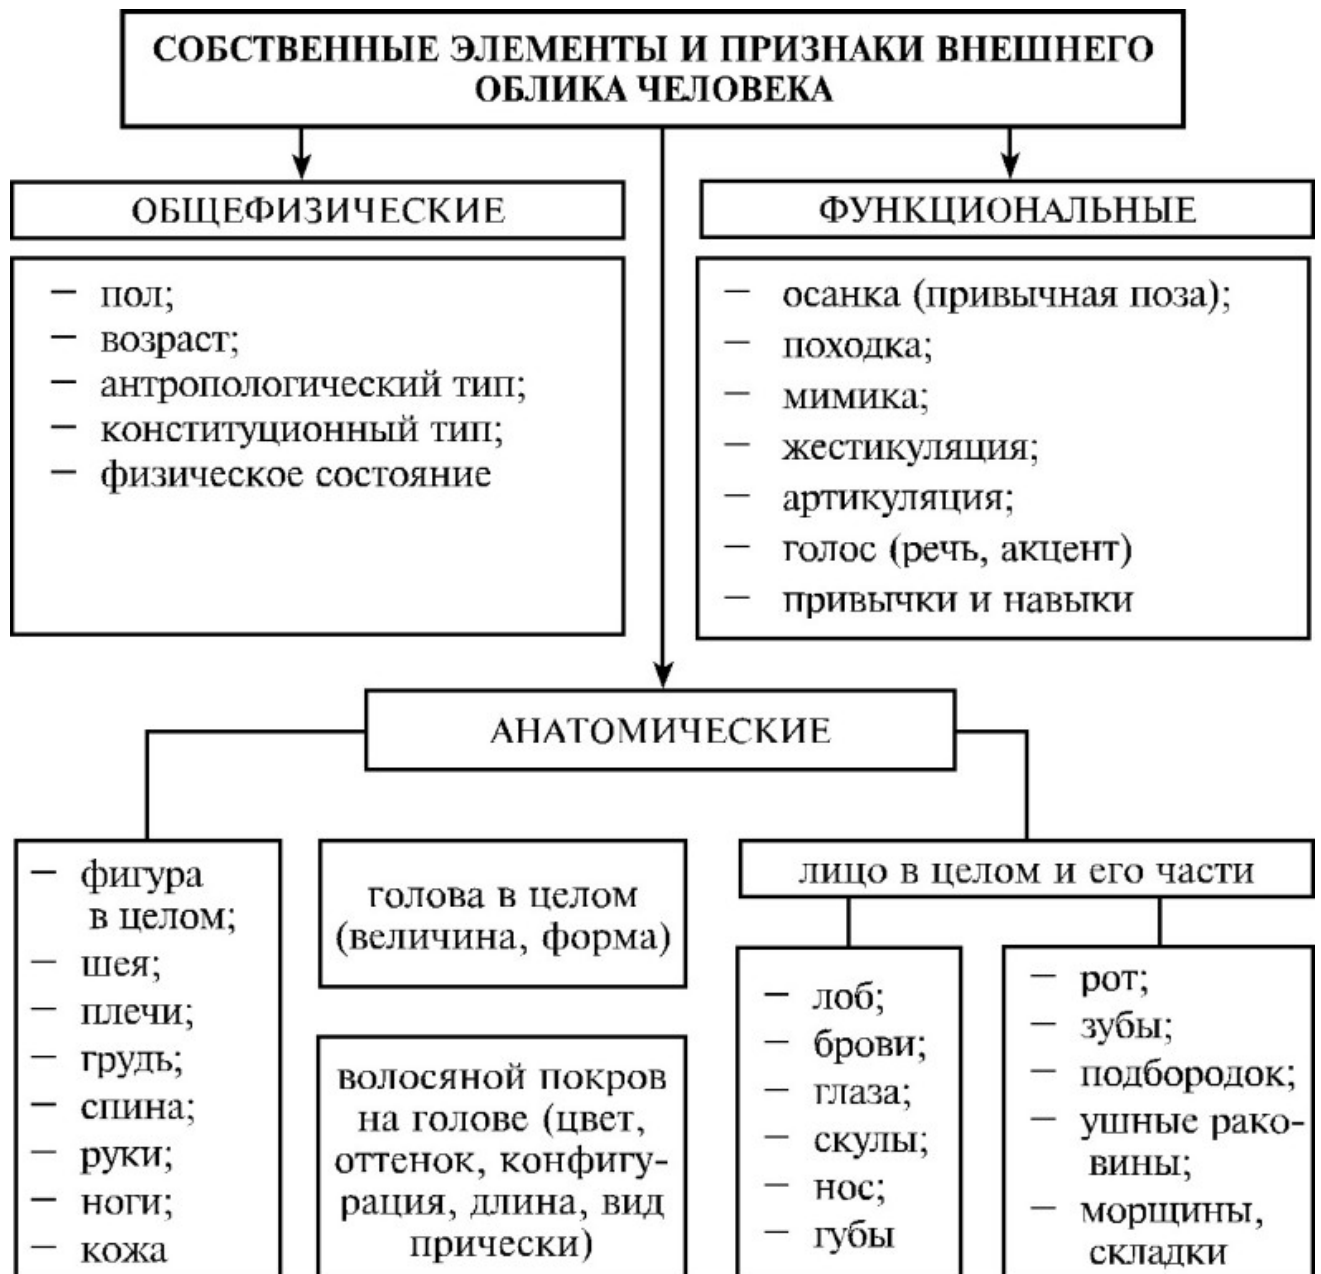 СОБСТВЕННЫЕ ЭЛЕМЕНТЫ И ПРИЗНАКИ ВНЕШНЕГО
ОБЛИКА ЧЕЛОВЕКА
ОБЩЕФИЗИЧЕСКИЕ
– пол;
– возраст;
– антропологический тип;
– конституционный тип;
– физическое состояние
ФУНКЦИОНАЛЬНЫЕ
– осанка (привычная поза);
– походка;
– мимика;
– жестикуляция;
– артикуляция;
– голос (речь, акцент)
– привычки и навыки
АНАТОМИЧЕСКИЕ
– фигура
в целом;
– шея;
– плечи;
– грудь;
– спина;
– руки;
– ноги;
– кожа
голова в целом
(величина, форма)
волосяной покров
на голове (цвет,
оттенок, конфигу-
рация, длина, вид
прически)
лицо в целом и его части
– лоб;
– брови;
– глаза;
– скулы;
– нос;
– губы
– рот;
– зубы;
– подбородок;
– ушные рако-
вины;
– морщины,
складки